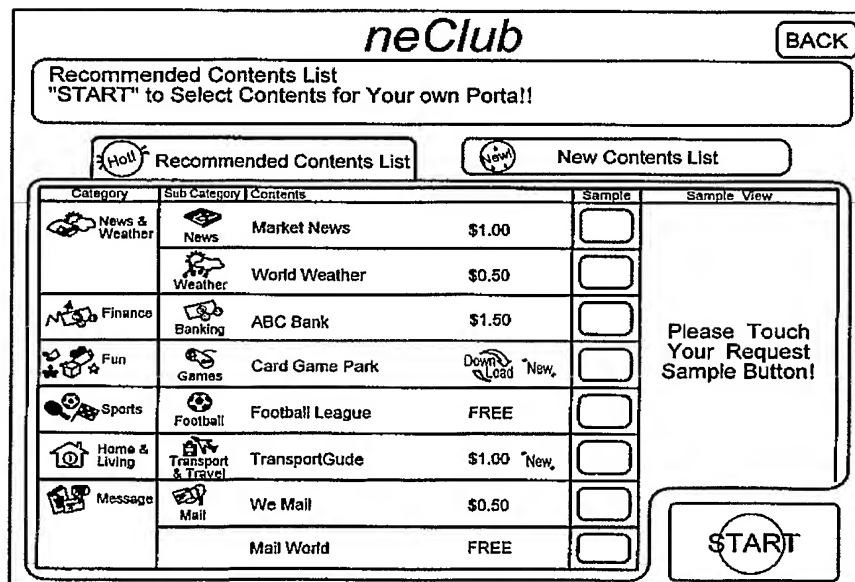 neClub
BACK
Recommended Contents List
"START" to Select Contents for Your own Porta!!
Hot! Recommended Contents List
New! New Contents List
Category Sub Category Contents Sample Sample View
News & Weather News Market News $1.00
Weather World Weather $0.50
Finance Banking ABC Bank $1.50
Fun Games Card Game Park Down Load New
Sports Football Football League FREE
Home & Living Transport & Travel TransportGude $1.00 New
Message Mail We Mail $0.50
Mail World FREE
Please Touch
Your Request
Sample Button!
START